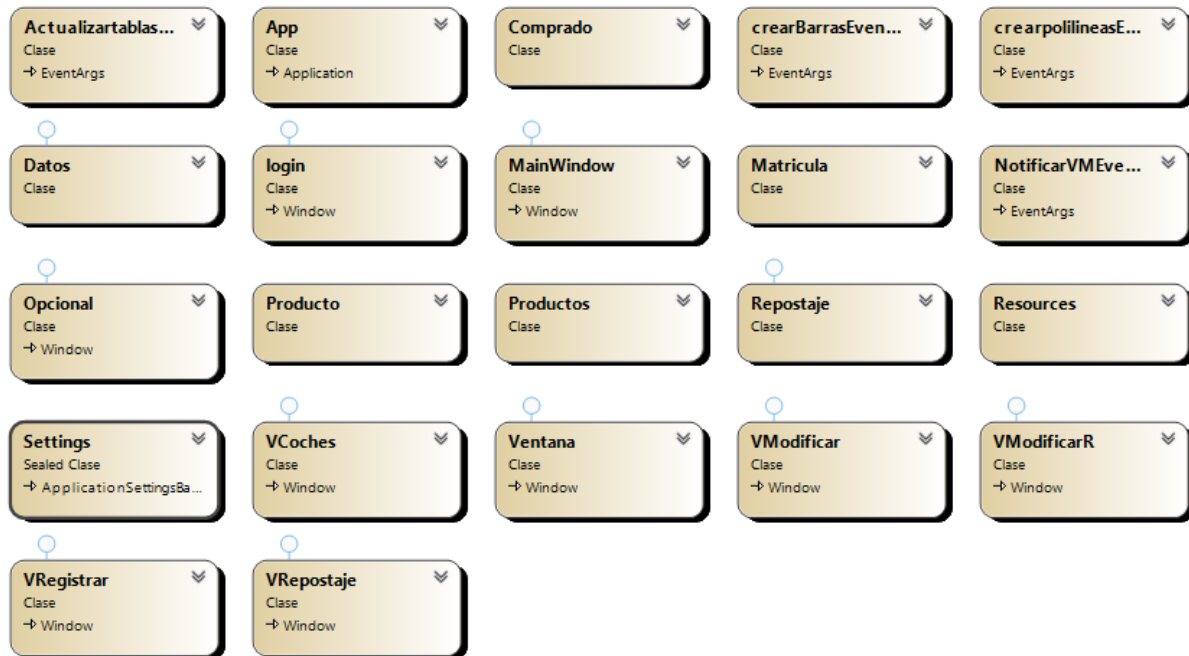 Actualizartablas...
Clase
EventArgs
App
Clase
Application
Comprado
Clase
crearBarrasEven...
Clase
EventArgs
crearpolilineasE...
Clase
EventArgs
Datos
Clase
login
Clase
Window
MainWindow
Clase
Window
Matricula
Clase
NotificarVMEve...
Clase
EventArgs
Opcional
Clase
Window
Producto
Clase
Productos
Clase
Repostaje
Clase
Resources
Clase
Settings
Sealed Clase
ApplicationSettingsBa...
VCoches
Clase
Window
Ventana
Clase
Window
VModificar
Clase
Window
VModificarR
Clase
Window
VRegistrar
Clase
Window
VRepostaje
Clase
Window